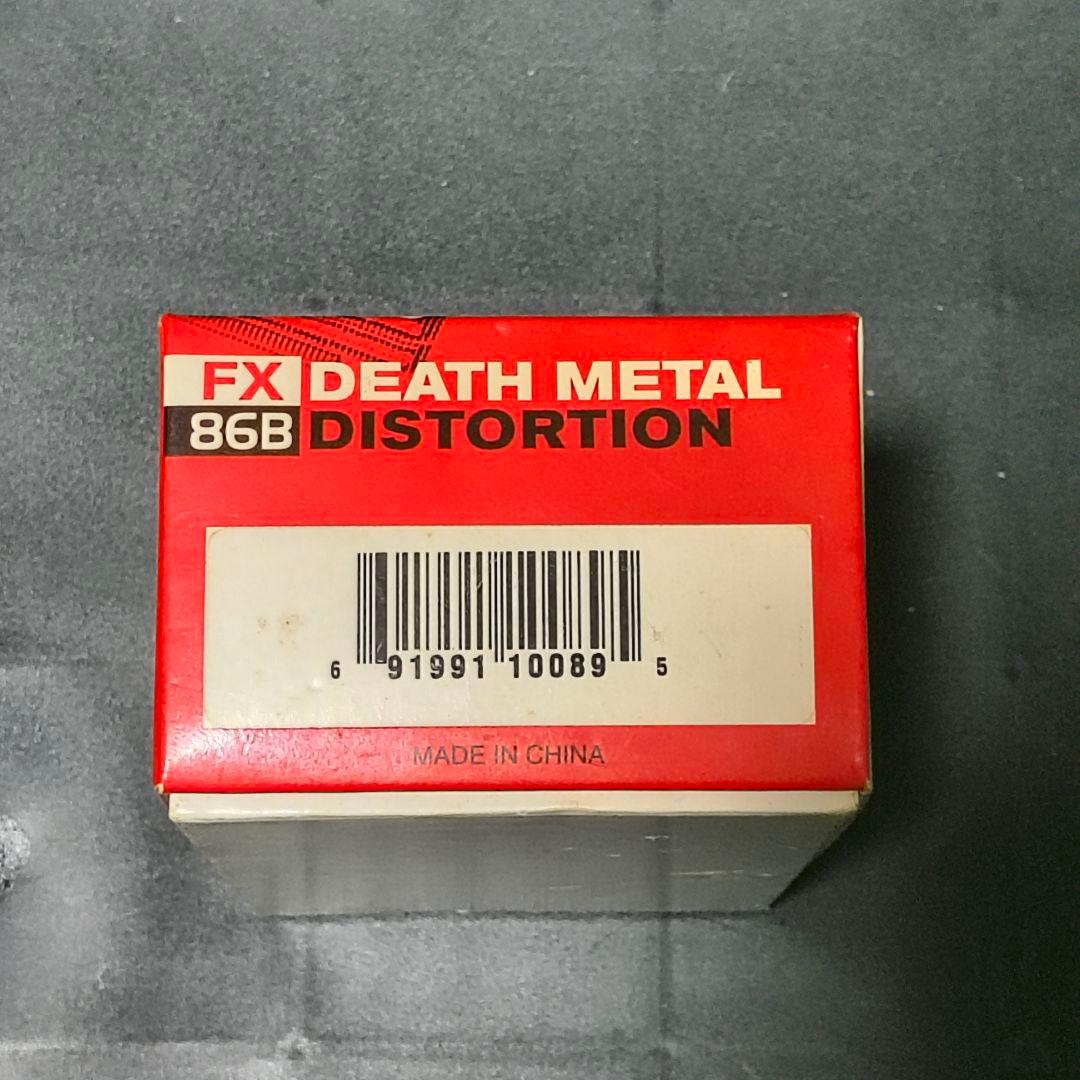 FX DEATH METAL
86B DISTORTION
6 91991 10089 5
MADE IN CHINA